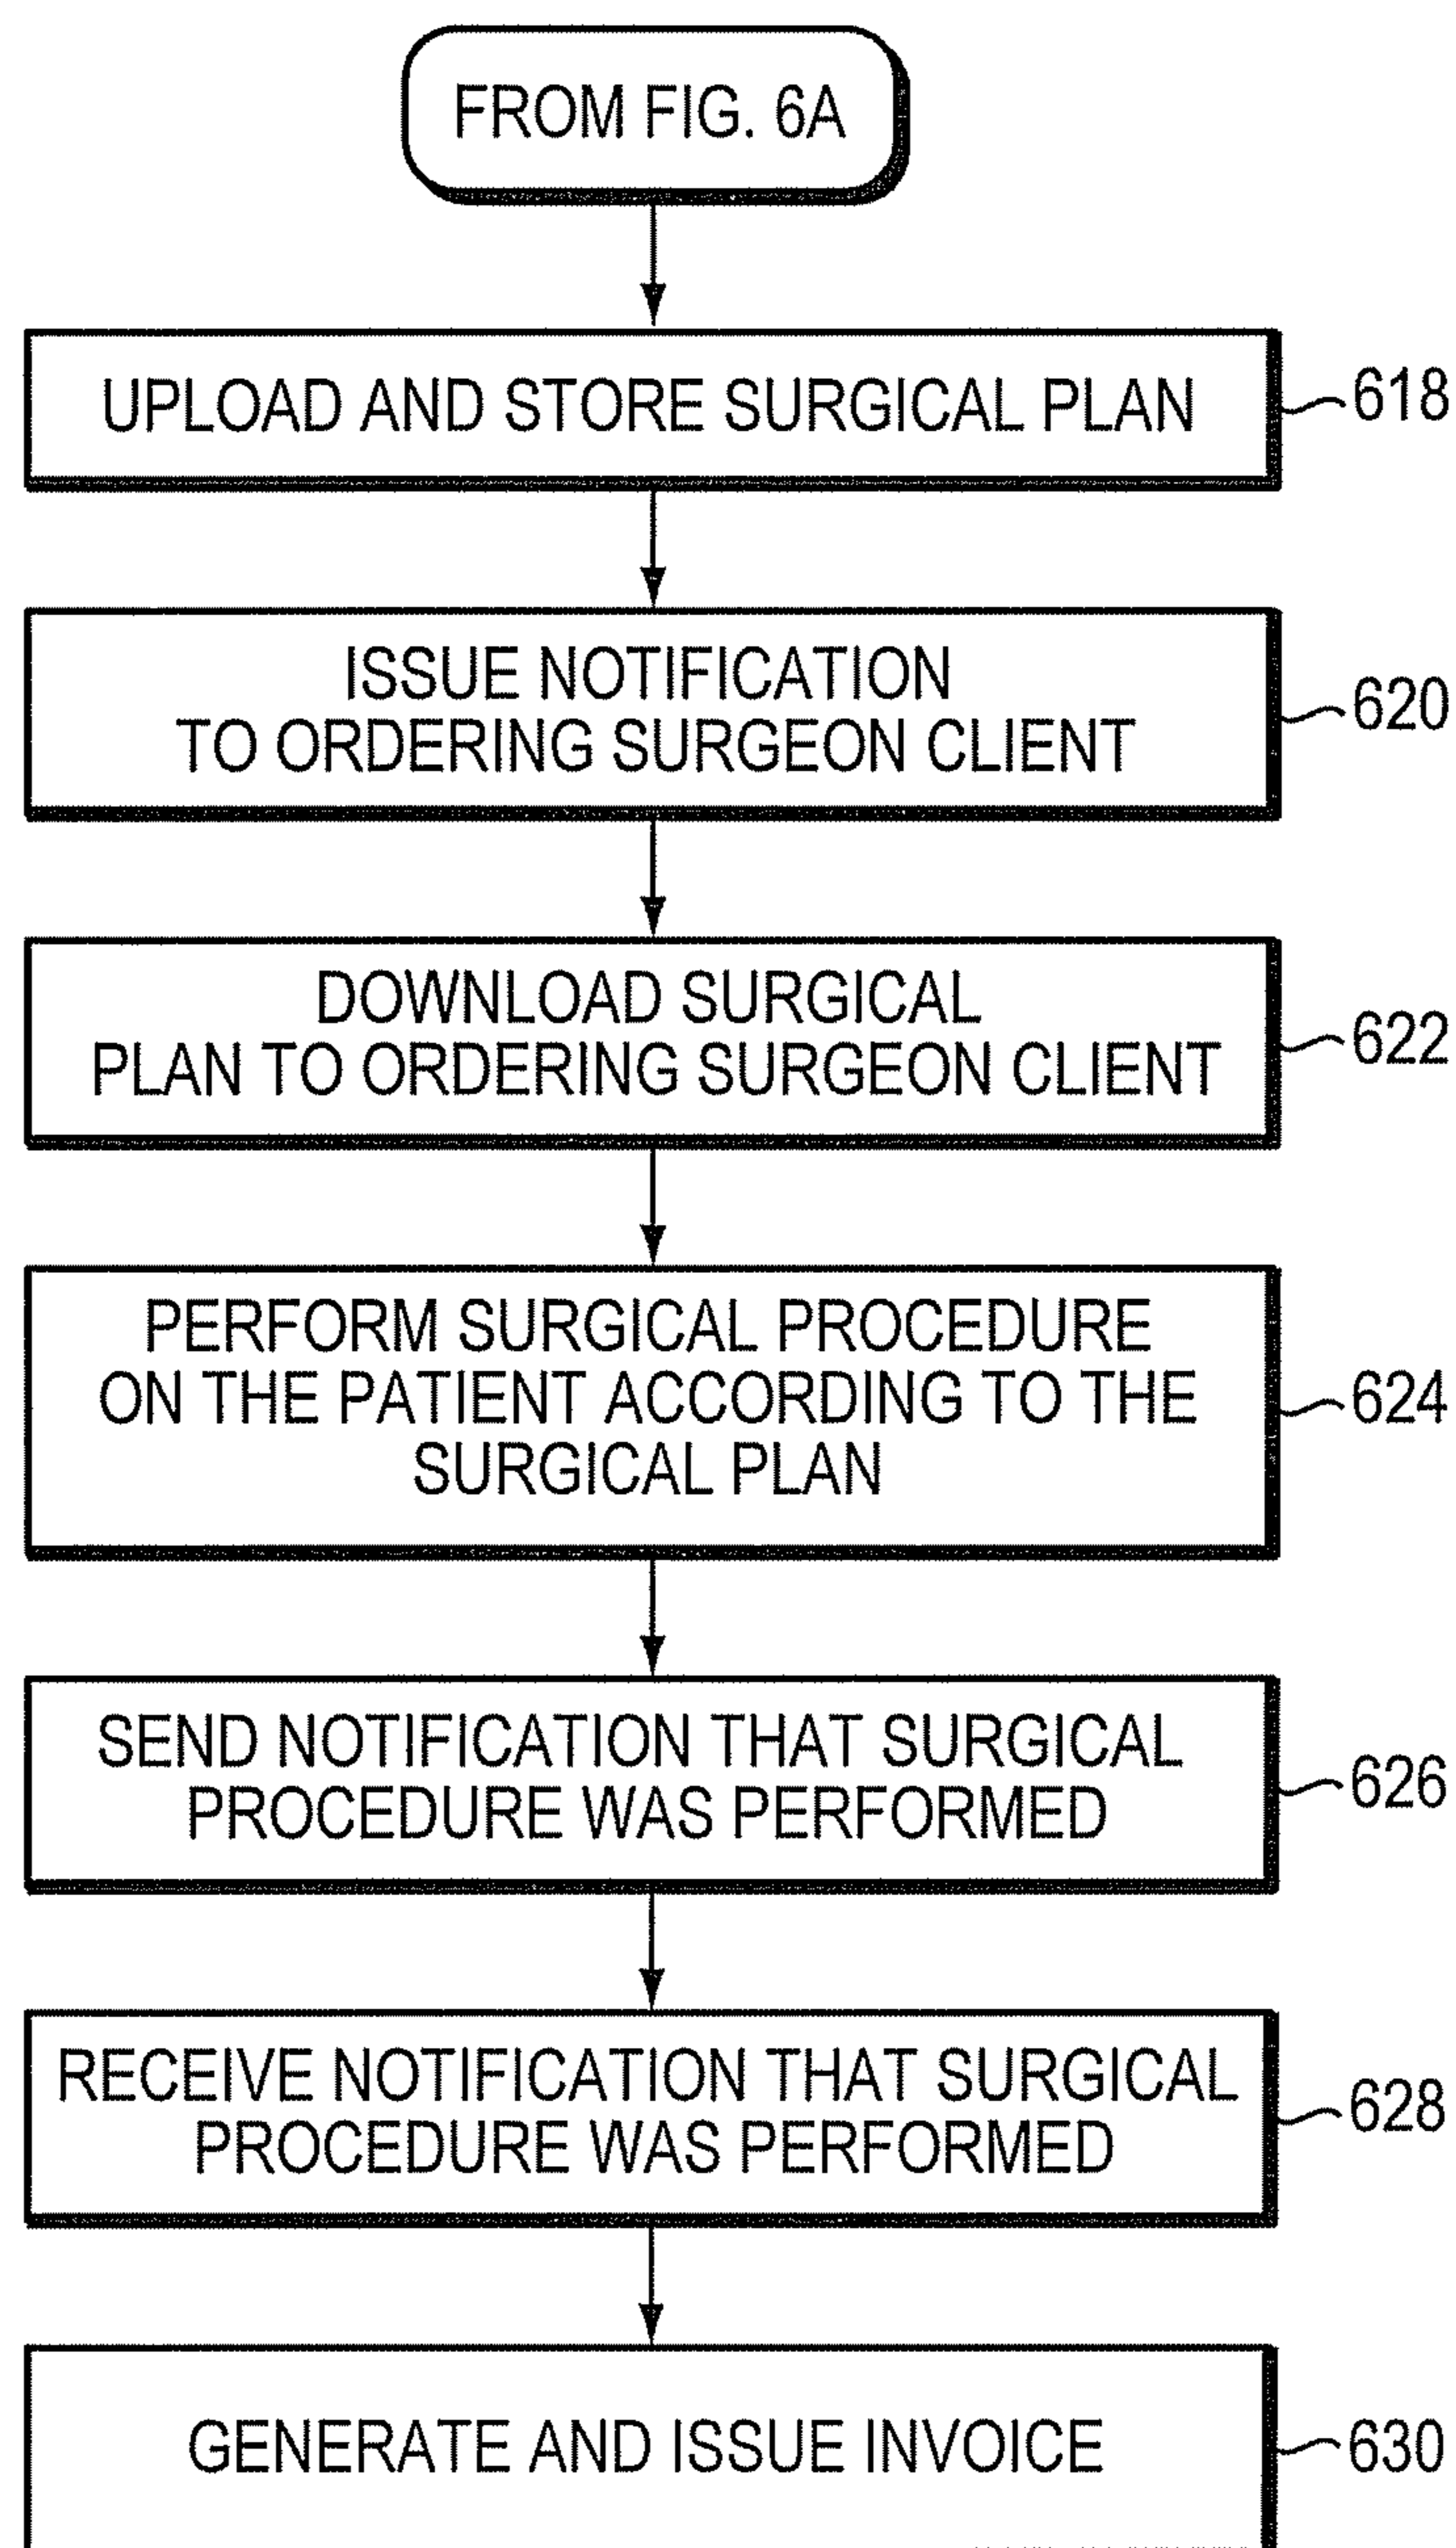 FROM FIG. 6A
UPLOAD AND STORE SURGICAL PLAN
618
ISSUE NOTIFICATION
TO ORDERING SURGEON CLIENT
620
DOWNLOAD SURGICAL
PLAN TO ORDERING SURGEON CLIENT
622
PERFORM SURGICAL PROCEDURE
ON THE PATIENT ACCORDING TO THE
SURGICAL PLAN
624
SEND NOTIFICATION THAT SURGICAL
PROCEDURE WAS PERFORMED
626
RECEIVE NOTIFICATION THAT SURGICAL
PROCEDURE WAS PERFORMED
628
GENERATE AND ISSUE INVOICE
630